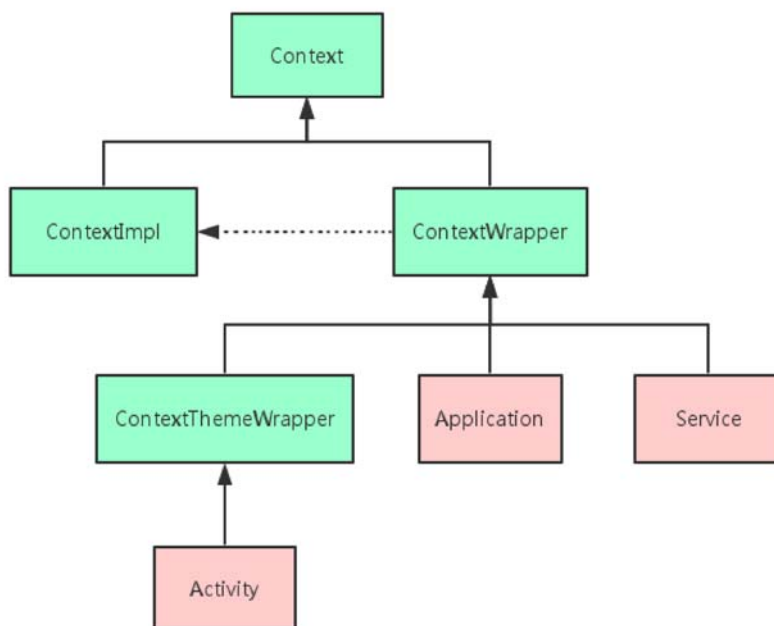 Context
ContextImpl
ContextWrapper
ContextThemeWrapper
Application
Service
Activity